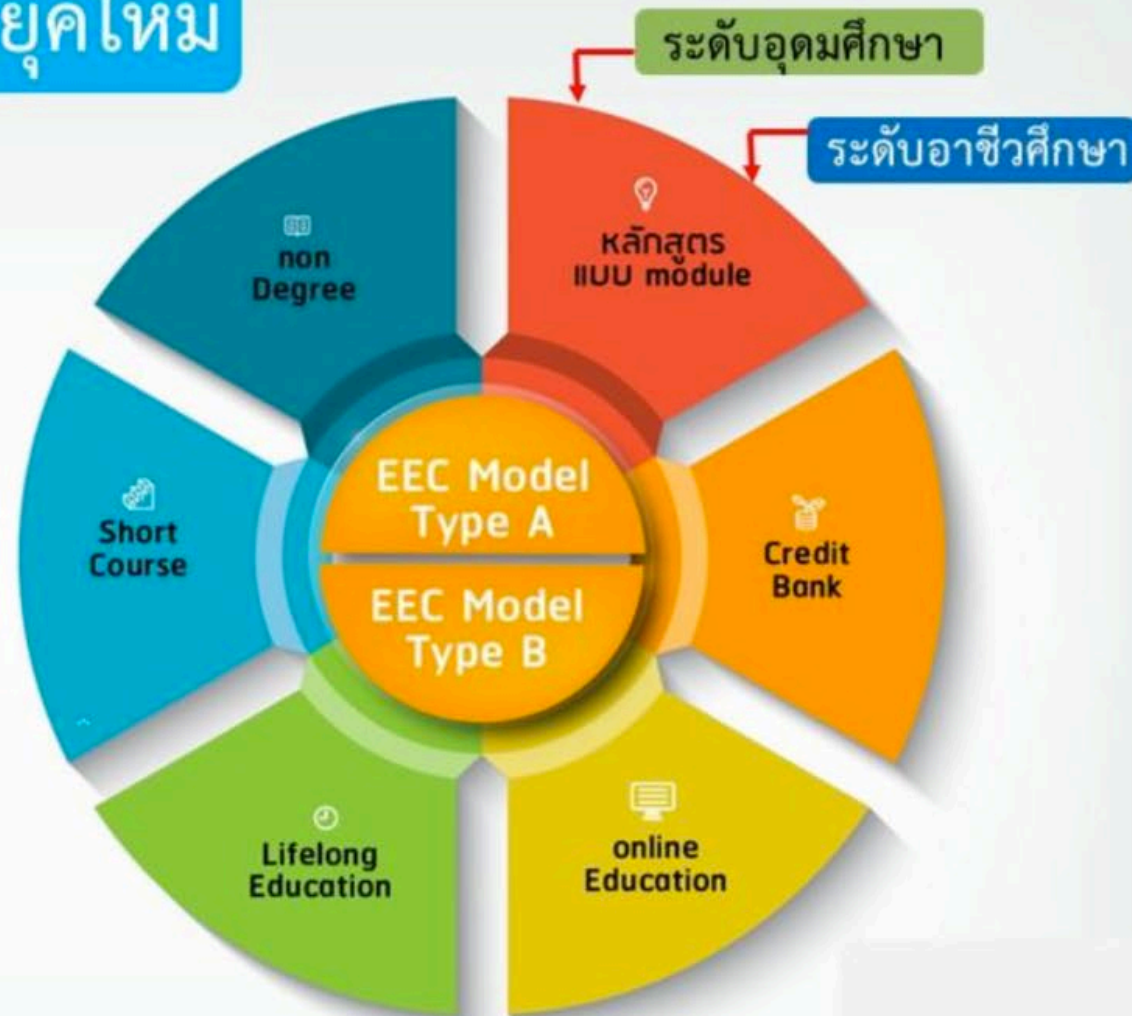 ยุคใหม่
ระดับอุดมศึกษา
ระดับอาชีวศึกษา
non
Degree
หลักสูตร
แบบ module
Short
Course
EEC Model
Type A
EEC Model
Type B
Credit
Bank
Lifelong
Education
online
Education